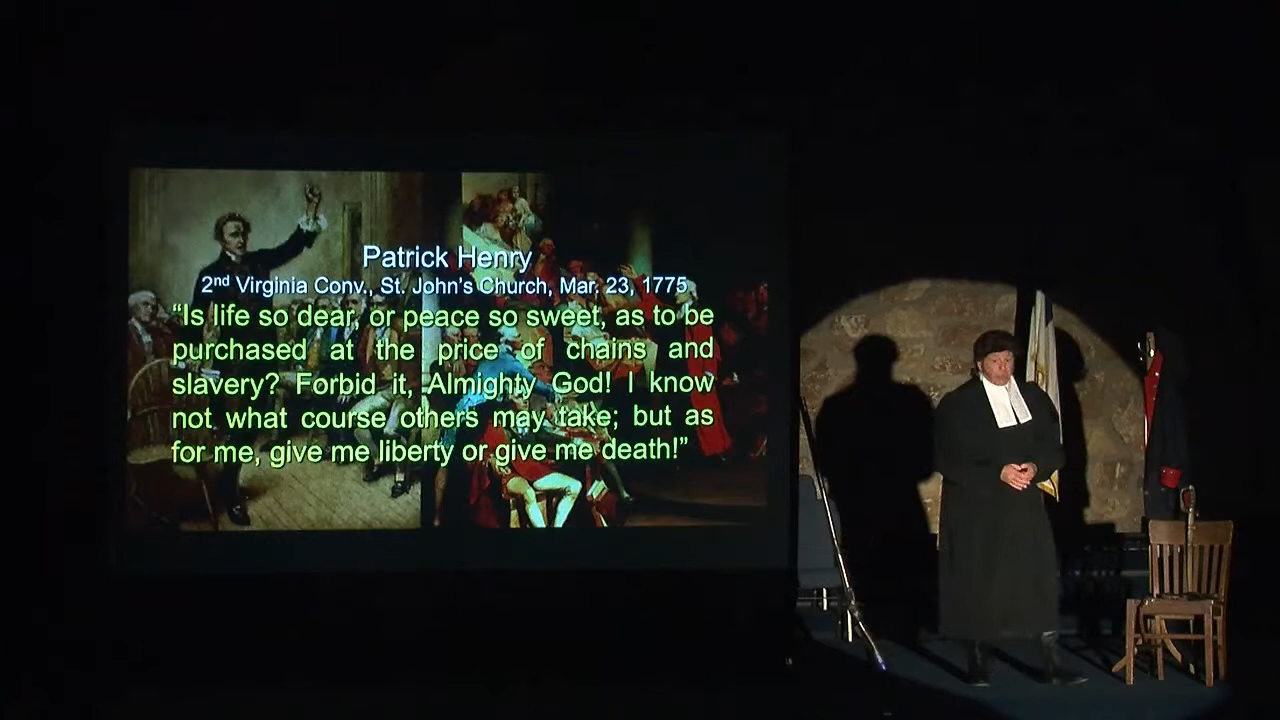 Patrick Henry
2nd Virginia Conv., St. John's Church, Mar. 23, 1775
“Is life so dear, or peace so sweet, as to be
purchased at the price of chains and
slavery? Forbid it, Almighty God! I know
not what course others may take; but as
for me, give me liberty or give me death!”